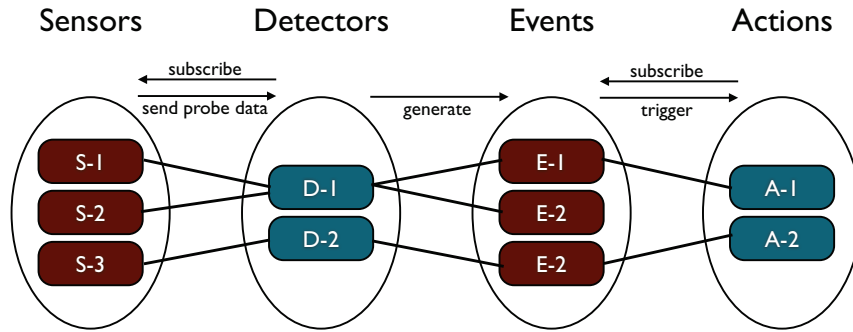 Sensors Detectors Events Actions
subscribe subscribe
send probe data generate trigger
S-1 E-1
D-1 A-1
S-2 E-2
D-2 A-2
S-3 E-2